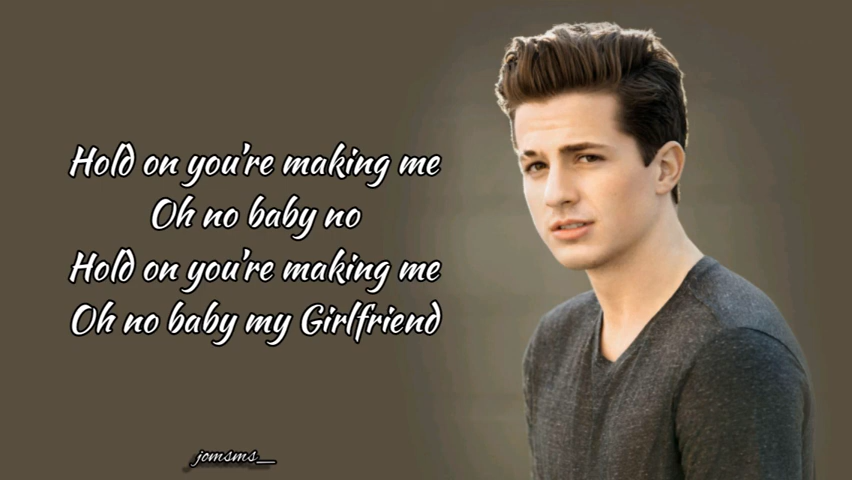 Hold on you're making me
Oh no baby no
Hold on you're making me
Oh no baby my Girlfriend
jomsms_